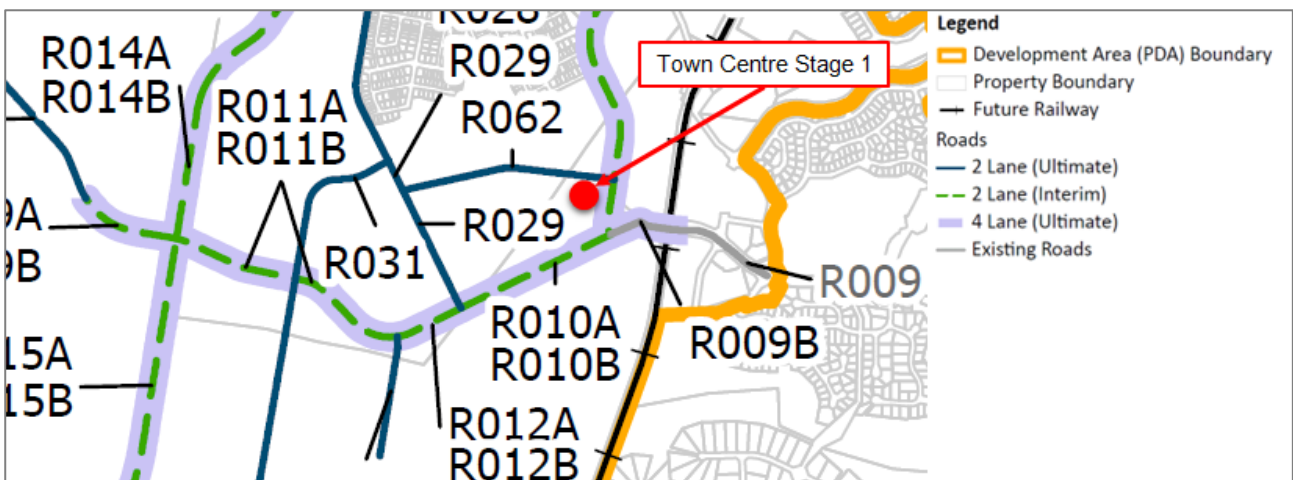 R028
R029
R014A
R014B
R011A
R011B
R062
Town Centre Stage 1
R029
R031
9A
9B
R009
R010A
R010B
R009B
15A
15B
R012A
R012B
Legend
Development Area (PDA) Boundary
Property Boundary
Future Railway
Roads
2 Lane (Ultimate)
2 Lane (Interim)
4 Lane (Ultimate)
Existing Roads